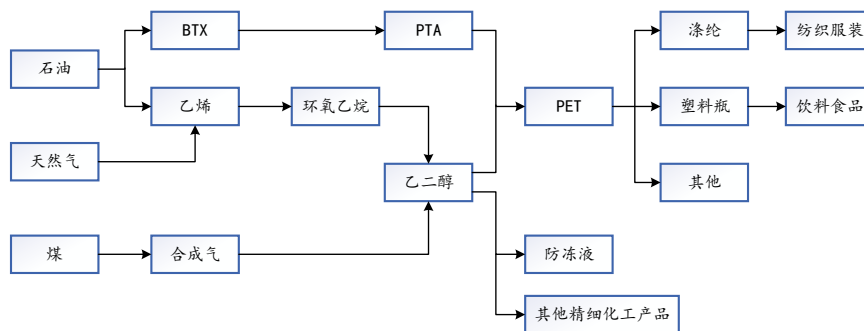 BTX
PTA
涤纶
纺织服装
石油
乙烯
环氧乙烷
PET
塑料瓶
饮料食品
天然气
乙二醇
其他
煤
合成气
防冻液
其他精细化工产品